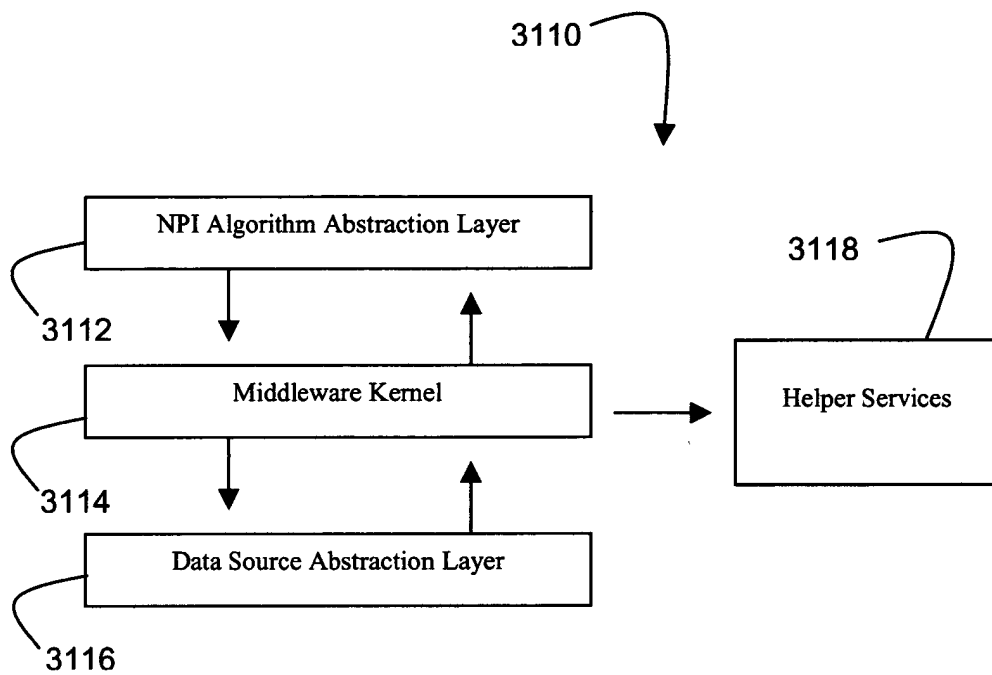 3110
NPI Algorithm Abstraction Layer
3118
3112
Middleware Kernel
Helper Services
3114
Data Source Abstraction Layer
3116